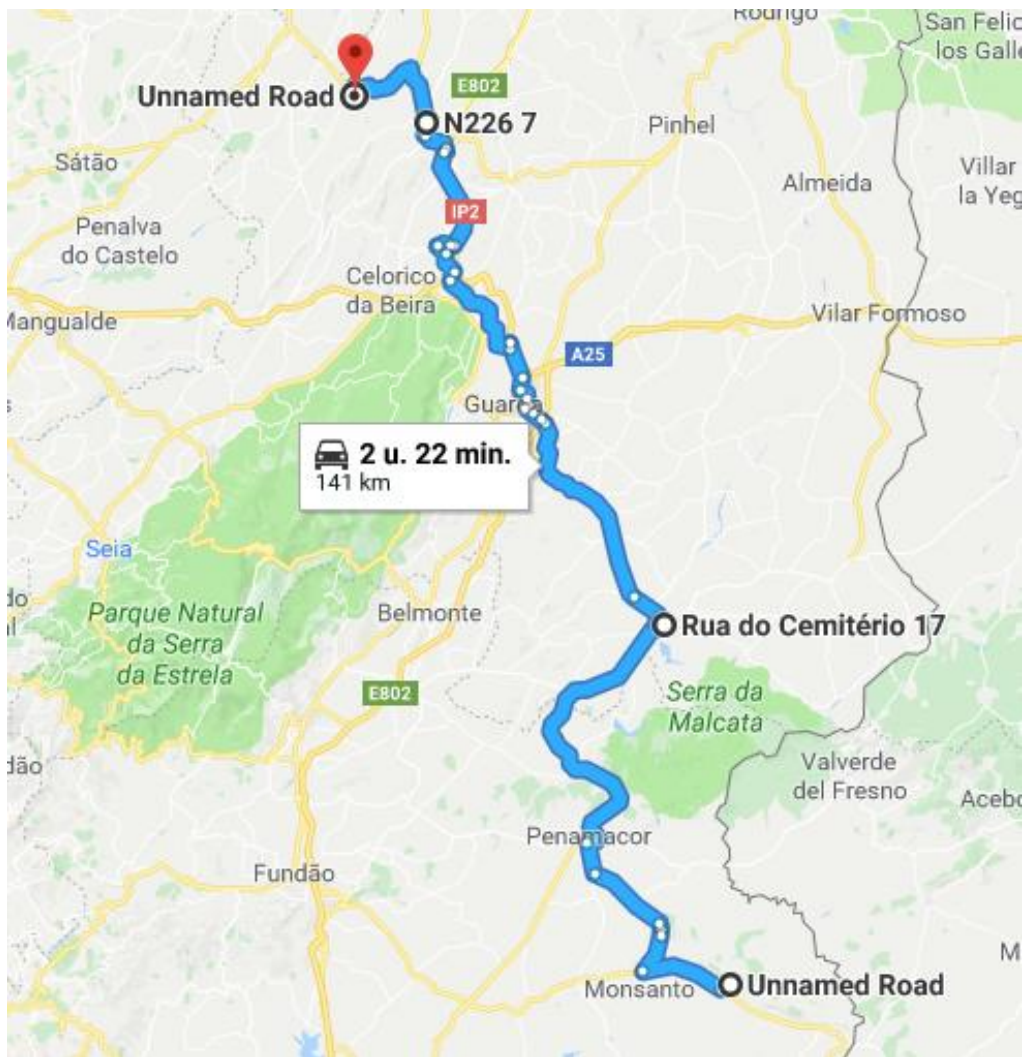 Rodrigo
San Felic
los Galle
E802
Unnamed Road
N226 7
Pinhel
Sátão
Almeida
Villar
la Yeg
IP2
Penalva
do Castelo
Celorico
da Beira
Mangualde
Vilar Formoso
A25
Guarda
2 u. 22 min.
141 km
Seia
Parque Natural
da Serra
da Estrela
Belmonte
Rua do Cemitério 17
E802
Serra da
Malcata
Valverde
del Fresno
dão
Acebo
Penamacor
Fundão
M
Monsanto
Unnamed Road